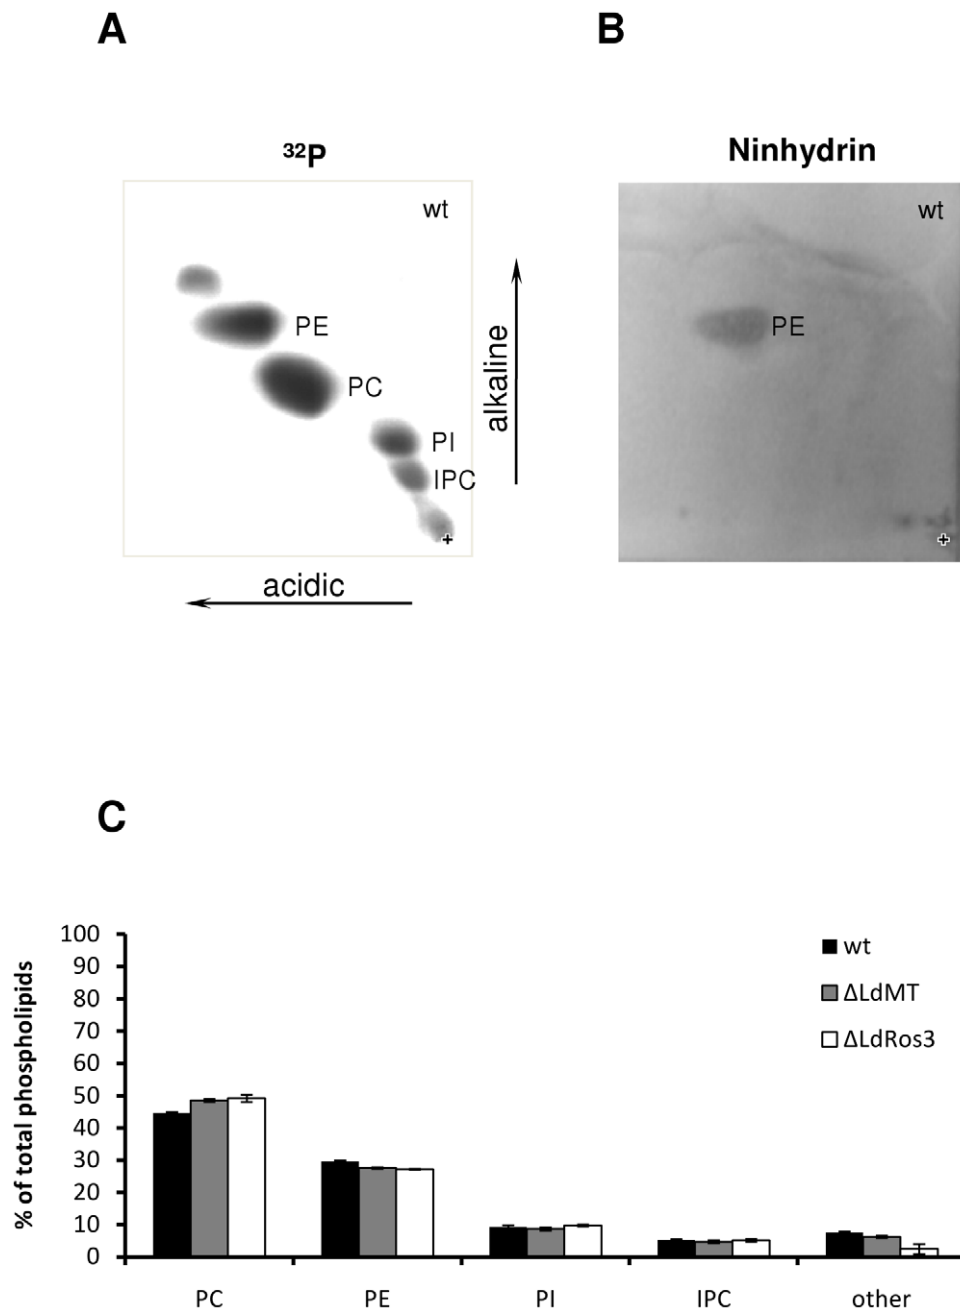 A
B
³²P
Ninhydrin
wt
wt
PE
PE
PC
alkaline
PI
IPC
+
+
acidic
C
100
90
80
70
60
50
40
30
20
10
0
% of total phospholipids
wt
ΔLdMT
ΔLdRos3
PC
PE
PI
IPC
other